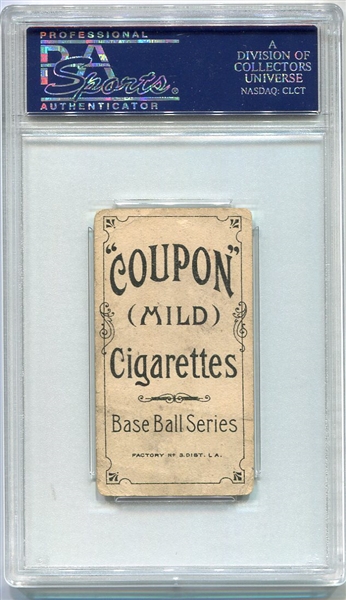 PROFESSIONAL
PSA
Sports
AUTHENTICATOR
A
DIVISION OF
COLLECTORS
UNIVERSE
NASDAQ: CLCT
"COUPON"
(MILD)
Cigarettes
Base Ball Series
FACTORY Nº 3. DIST. LA.